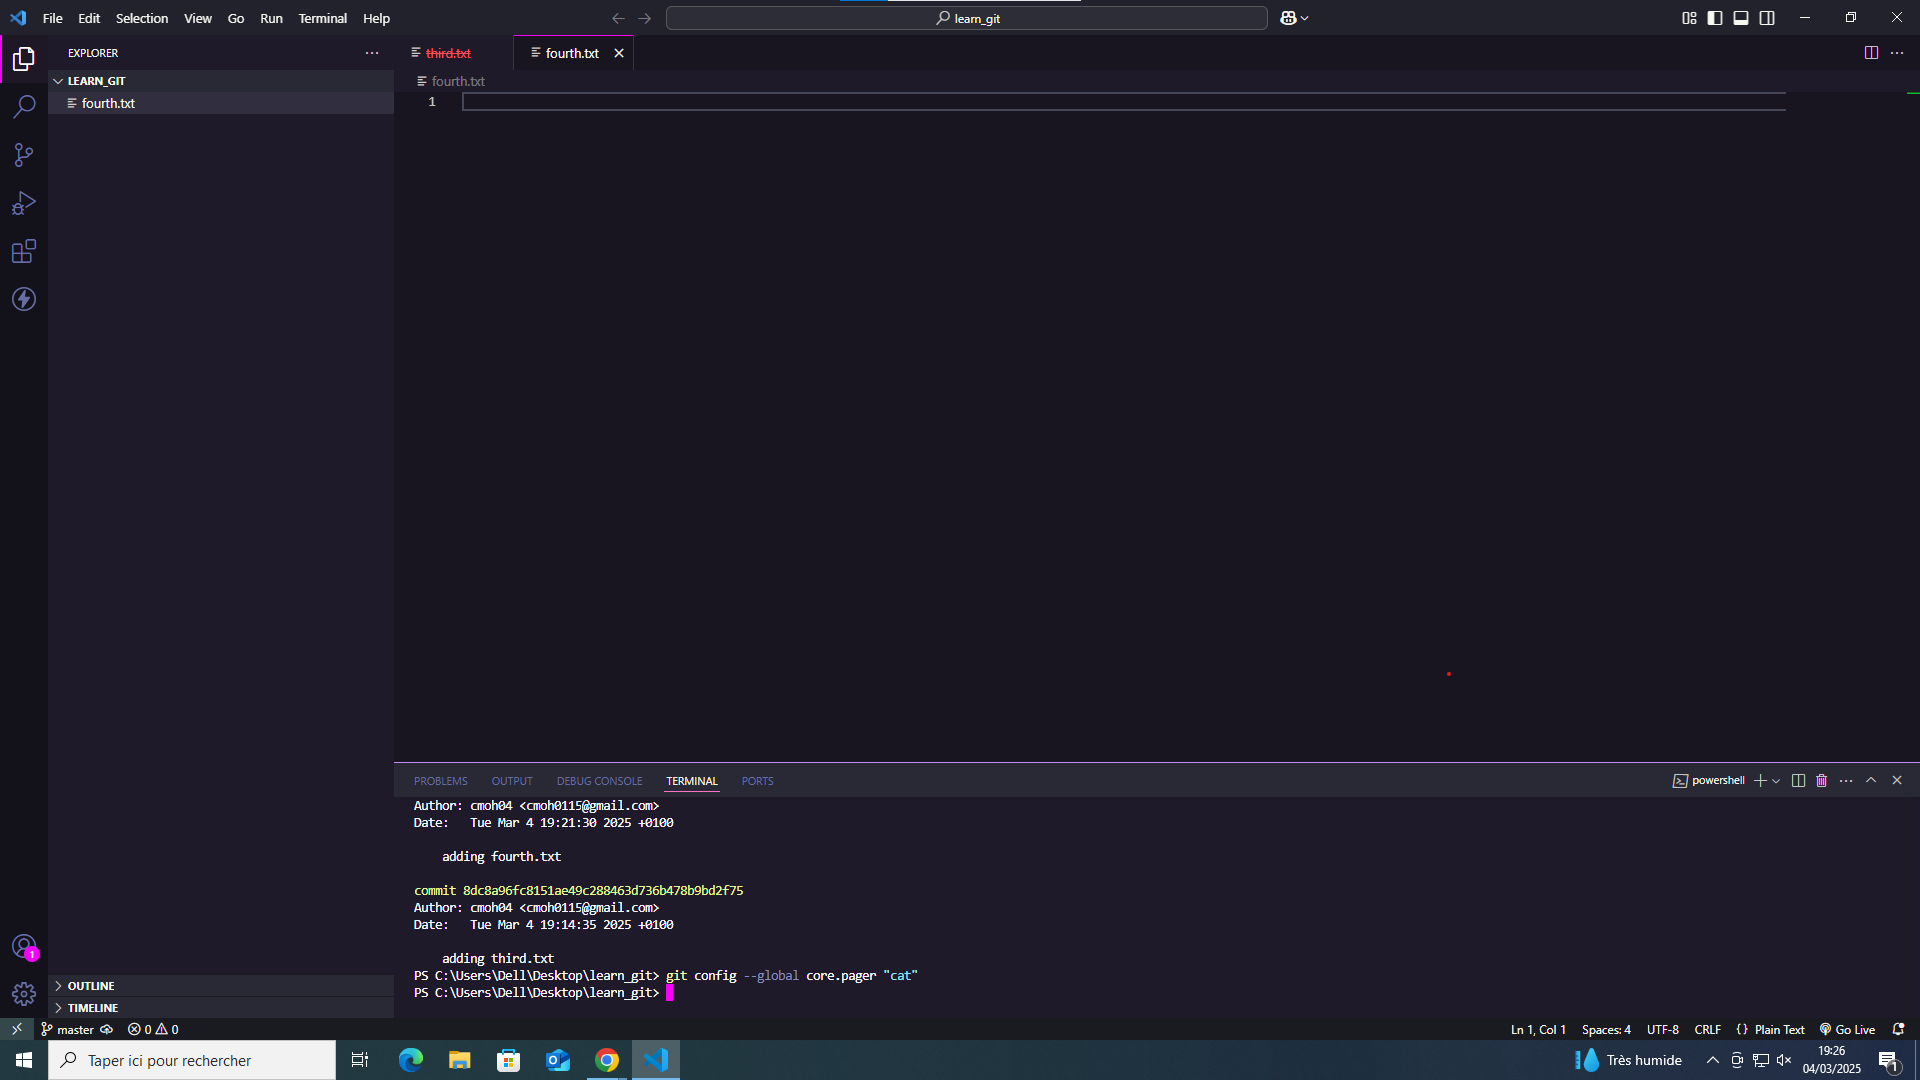 File Edit Selection View Go Run Terminal Help
learn_git
EXPLORER
third.txt
fourth.txt
LEARN_GIT
fourth.txt
fourth.txt
1
PROBLEMS OUTPUT DEBUG CONSOLE TERMINAL PORTS
powershell
Author: cmoh04 <cmoh0115@gmail.com>
Date:   Tue Mar 4 19:21:30 2025 +0100
adding fourth.txt
commit 8dc8a96fc8151ae49c288463d736b478b9bd2f75
Author: cmoh04 <cmoh0115@gmail.com>
Date:   Tue Mar 4 19:14:35 2025 +0100
adding third.txt
PS C:\Users\Dell\Desktop\learn_git> git config --global core.pager "cat"
PS C:\Users\Dell\Desktop\learn_git>
1
OUTLINE
TIMELINE
master 0 0
Ln 1, Col 1 Spaces: 4 UTF-8 CRLF {} Plain Text Go Live
Taper ici pour rechercher
Très humide
19:26
04/03/2025
1